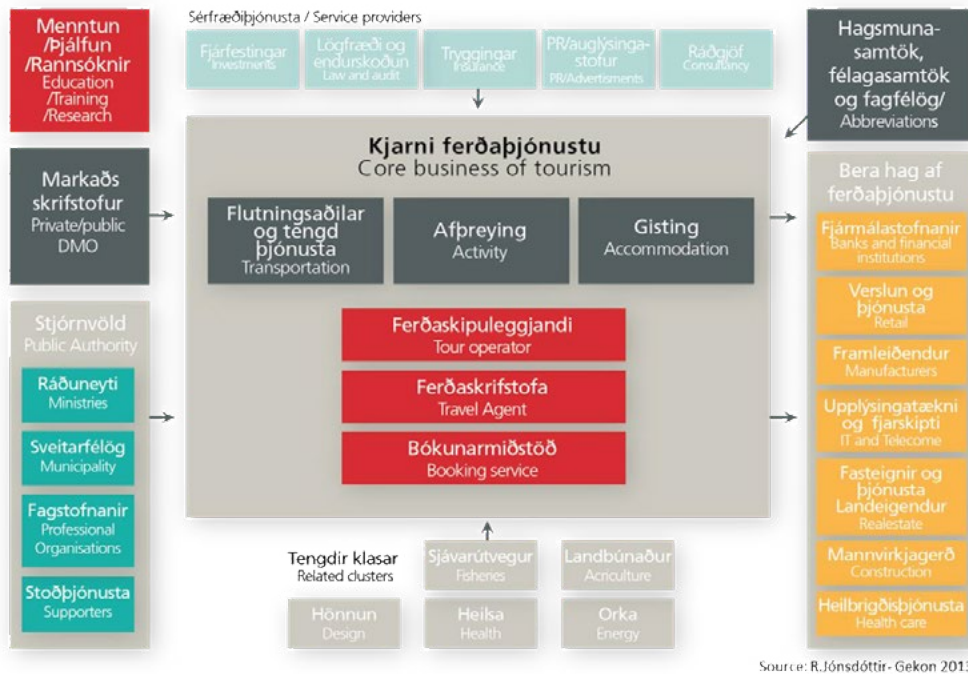 Menntun
/Þjálfun
/Rannsóknir
Education
/Training
/Research
Sérfræðiþjónusta / Service providers
Fjárfestingar
Investments
Lögfræði og
endurskoðun
Law and audit
Tryggingar
Insurance
PR/auglýsinga-
stofur
PR/Advertisments
Ráðgjöf
Consultancy
Hagsmuna-
samtök,
félagasamtök
og fagfélög/
Abbreviations
Markaðs
skrifstofur
Private/public
DMO
Kjarni ferðaþjónustu
Core business of tourism
Flutningsaðilar
og tengd
þjónusta
Transportation
Afþreying
Activity
Gisting
Accommodation
Ferðaskipuleggjandi
Tour operator
Ferðaskrifstofa
Travel Agent
Bókunarmiðstöð
Booking service
Stjórnvöld
Public Authority
Ráðuneyti
Ministries
Sveitarfélög
Municipality
Fagstofnanir
Professional
Organisations
Stoðþjónusta
Supporters
Bera hag af
ferðaþjónustu
Fjármálastofnanir
Banks and financial
institutions
Verslun og
þjónusta
Retail
Framleiðendur
Manufacturers
Upplýsingatækni
og fjarskipti
IT and Telecome
Fasteignir og
þjónusta
Landeigendur
Realestate
Mannvirkjagerð
Construction
Heilbrigðisþjónusta
Health care
Tengdir klasar
Related clusters
Sjávarútvegur
Fisheries
Landbúnaður
Acriculture
Hönnun
Design
Heilsa
Health
Orka
Energy
Source: R.Jónsdóttir- Gekon 2013